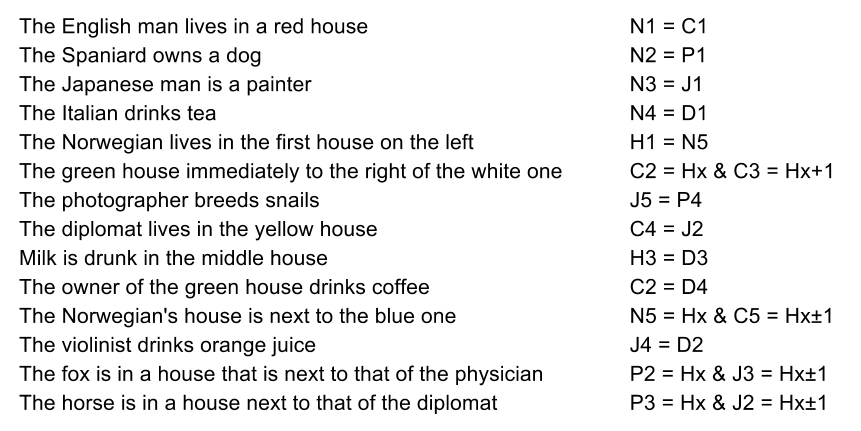 The English man lives in a red house N1 = C1
The Spaniard owns a dog N2 = P1
The Japanese man is a painter N3 = J1
The Italian drinks tea N4 = D1
The Norwegian lives in the first house on the left H1 = N5
The green house immediately to the right of the white one C2 = Hx & C3 = Hx+1
The photographer breeds snails J5 = P4
The diplomat lives in the yellow house C4 = J2
Milk is drunk in the middle house H3 = D3
The owner of the green house drinks coffee C2 = D4
The Norwegian's house is next to the blue one N5 = Hx & C5 = Hx±1
The violinist drinks orange juice J4 = D2
The fox is in a house that is next to that of the physician P2 = Hx & J3 = Hx±1
The horse is in a house next to that of the diplomat P3 = Hx & J2 = Hx±1